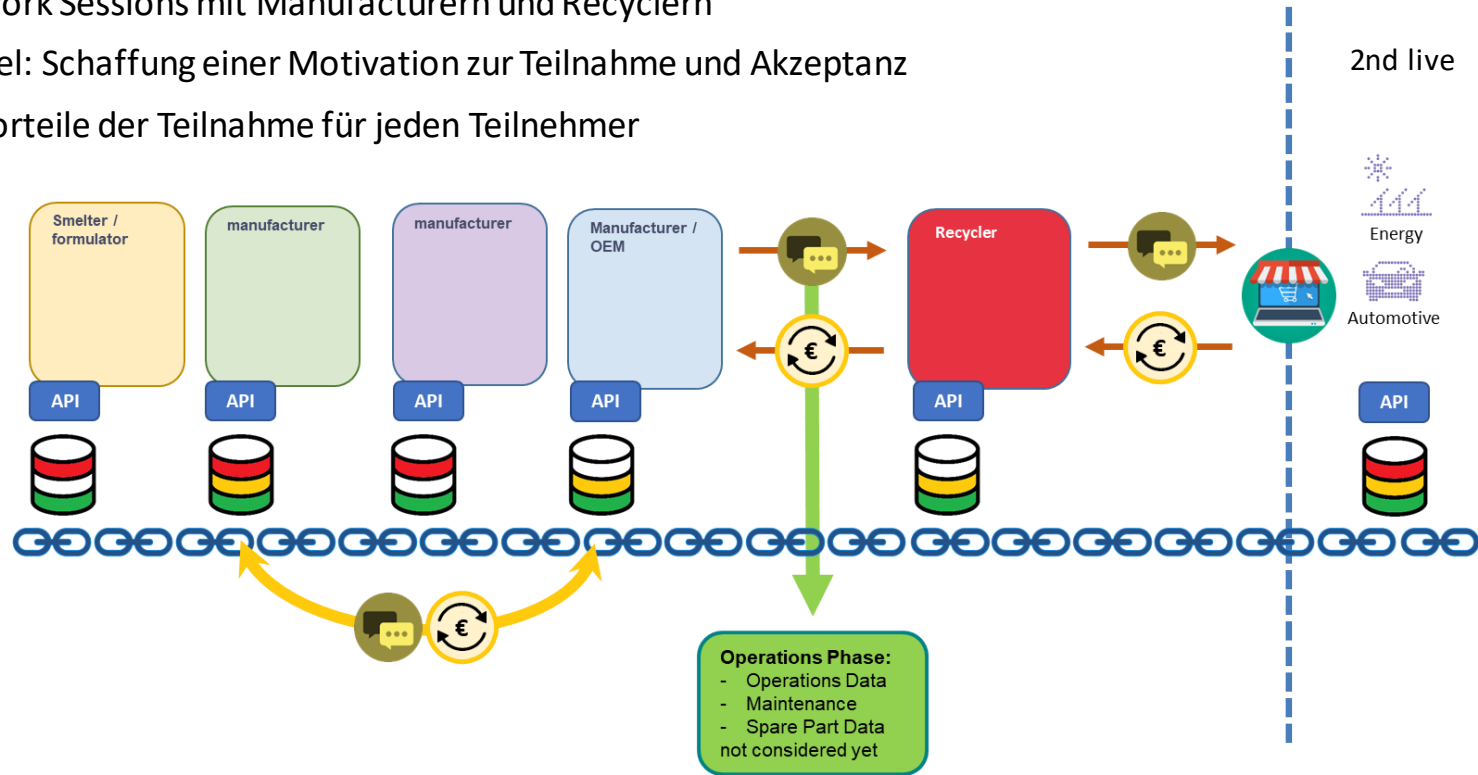 ork Sessions mit Manufacturern und Recyclern
el: Schaffung einer Motivation zur Teilnahme und Akzeptanz
orteile der Teilnahme für jeden Teilnehmer
2nd live
Smelter /
formulator
manufacturer
manufacturer
Manufacturer /
OEM
Recycler
Energy
Automotive
€
€
API
API
API
API
API
API
€
Operations Phase:
- Operations Data
- Maintenance
- Spare Part Data
not considered yet